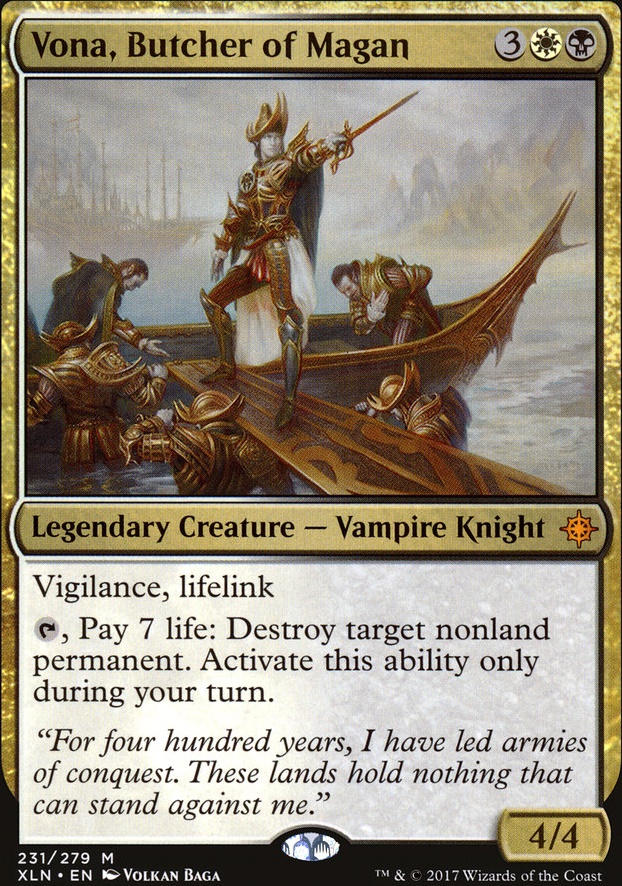 Vona, Butcher of Magan 3
Legendary Creature — Vampire Knight
Vigilance, lifelink
, Pay 7 life: Destroy target nonland
permanent. Activate this ability only
during your turn.
“For four hundred years, I have led armies
of conquest. These lands hold nothing that
can stand against me.”
4/4
231/279 M
XLN • EN Volkan Baga
™ & © 2017 Wizards of the Coast